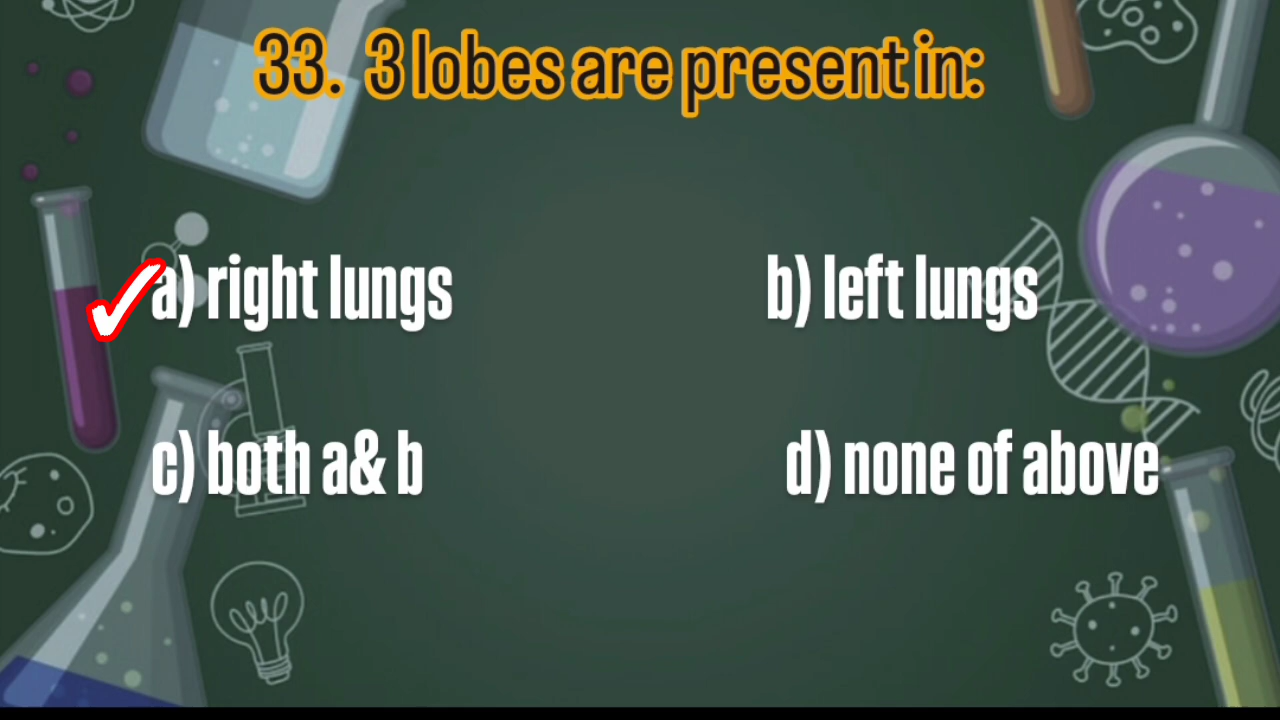 33. 3 lobes are present in:
a) right lungs
b) left lungs
c) both a& b
d) none of above